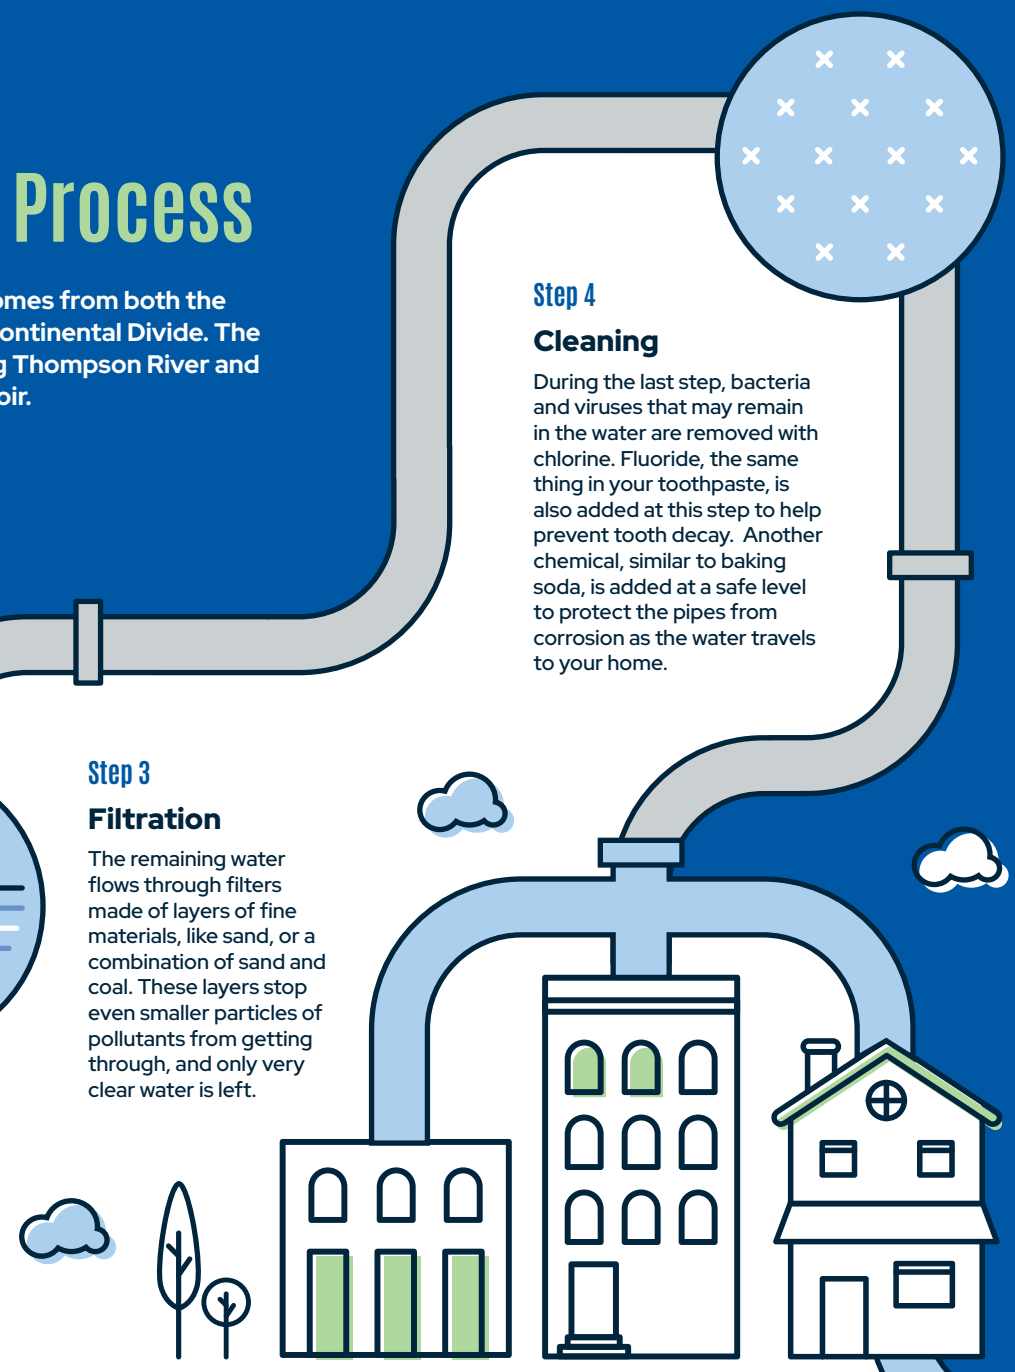 Process
omes from both the
ontinental Divide. The
g Thompson River and
oir.
Step 4
Cleaning
During the last step, bacteria
and viruses that may remain
in the water are removed with
chlorine. Fluoride, the same
thing in your toothpaste, is
also added at this step to help
prevent tooth decay.  Another
chemical, similar to baking
soda, is added at a safe level
to protect the pipes from
corrosion as the water travels
to your home.
Step 3
Filtration
The remaining water
flows through filters
made of layers of fine
materials, like sand, or a
combination of sand and
coal. These layers stop
even smaller particles of
pollutants from getting
through, and only very
clear water is left.